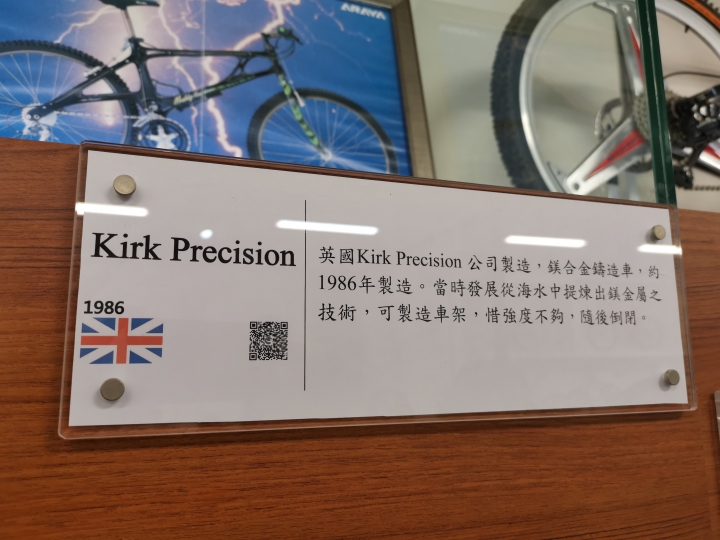 ARAYA
Kirk Precision
1986
英國Kirk Precision 公司製造，鎂合金鑄造車，約
1986年製造。當時發展從海水中提煉出鎂金屬之
技術，可製造車架，惜強度不夠，隨後倒閉。